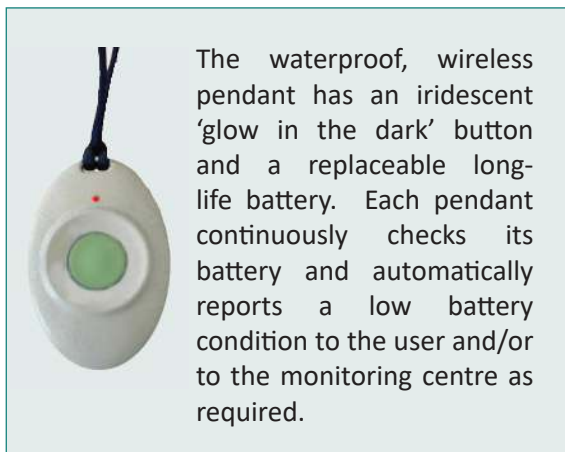 The waterproof, wireless
pendant has an iridescent
‘glow in the dark’ button
and a replaceable long-
life battery. Each pendant
continuously checks its
battery and automatically
reports a low battery
condition to the user and/or
to the monitoring centre as
required.